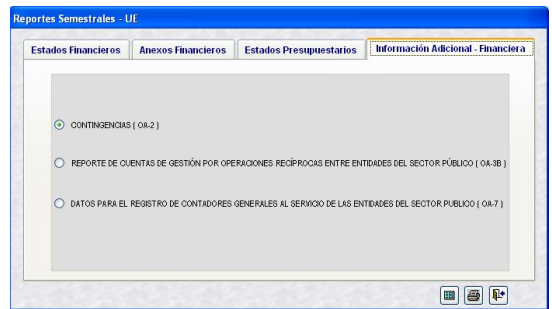 Reportes Semestrales - UE
Estados Financieros
Anexos Financieros
Estados Presupuestarios
Información Adicional - Financiera
CONTINGENCIAS ( OA-2 )
REPORTE DE CUENTAS DE GESTIÓN POR OPERACIONES RECÍPROCAS ENTRE ENTIDADES DEL SECTOR PÚBLICO ( OA-3B )
DATOS PARA EL REGISTRO DE CONTADORES GENERALES AL SERVICIO DE LAS ENTIDADES DEL SECTOR PUBLICO ( OA-7 )